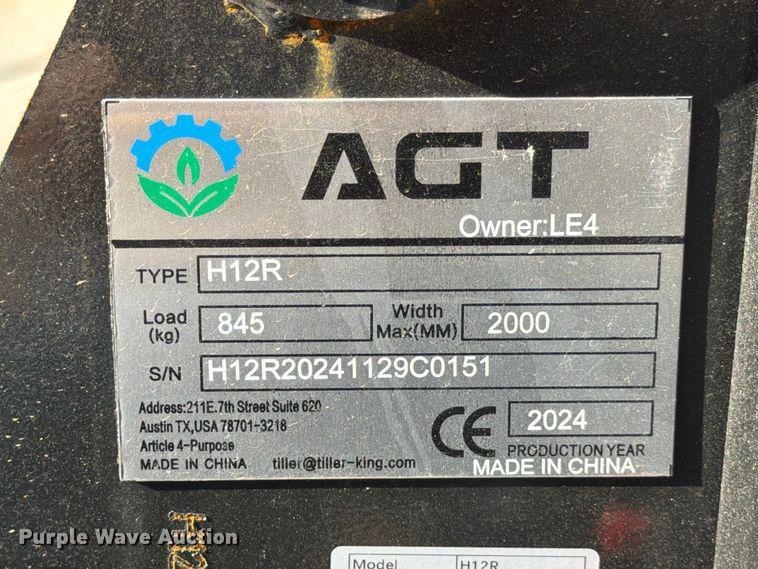 AGT
Owner:LE4
TYPE H12R
Load (kg) 845 Width Max(MM) 2000
S/N H12R20241129C0151
Address:211E.7th Street Suite 620
Austin TX,USA 78701-3218
Article 4-Purpose
MADE IN CHINA tiller@tiller-king.com
CE 2024
PRODUCTION YEAR
MADE IN CHINA
H12
Purple Wave Auction
Model H12R